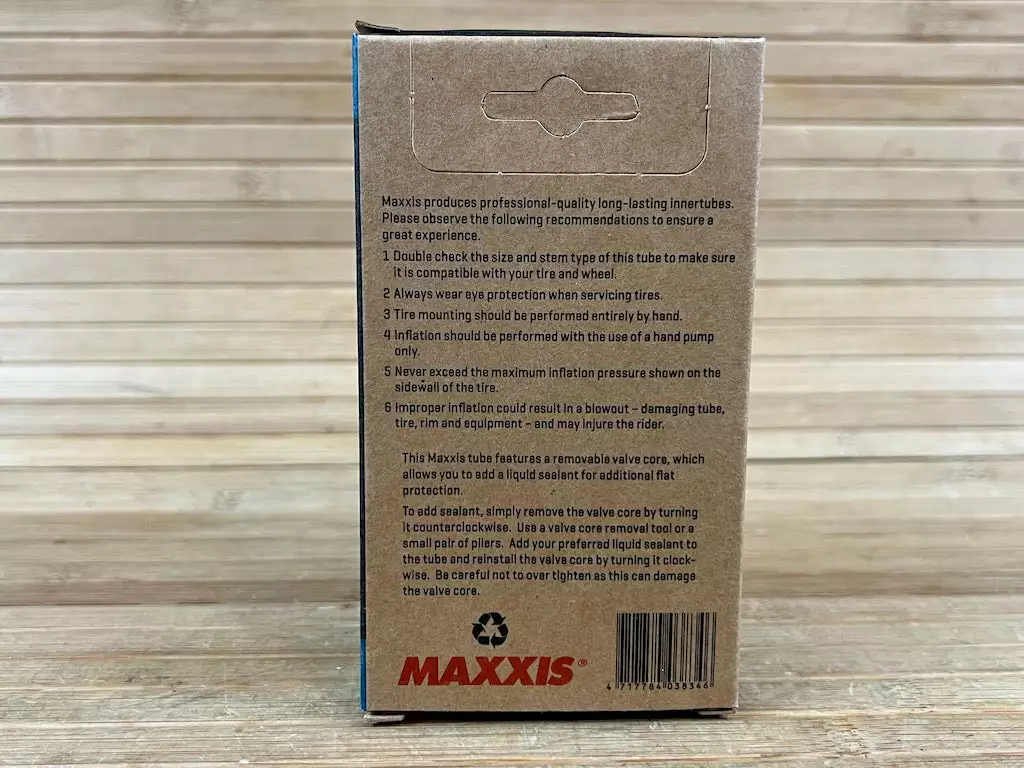 Maxxis produces professional-quality long-lasting innertubes.
Please observe the following recommendations to ensure a
great experience.
1 Double check the size and stem type of this tube to make sure
it is compatible with your tire and wheel.
2 Always wear eye protection when servicing tires.
3 Tire mounting should be performed entirely by hand.
4 Inflation should be performed with the use of a hand pump
only.
5 Never exceed the maximum inflation pressure shown on the
sidewall of the tire.
6 Improper inflation could result in a blowout – damaging tube,
tire, rim and equipment – and may injure the rider.
This Maxxis tube features a removable valve core, which
allows you to add a liquid sealant for additional flat
protection.
To add sealant, simply remove the valve core by turning
it counterclockwise. Use a valve core removal tool or a
small pair of pliers. Add your preferred liquid sealant to
the tube and reinstall the valve core by turning it clock-
wise. Be careful not to over tighten as this can damage
the valve core.
MAXXIS®
4 717784 038346